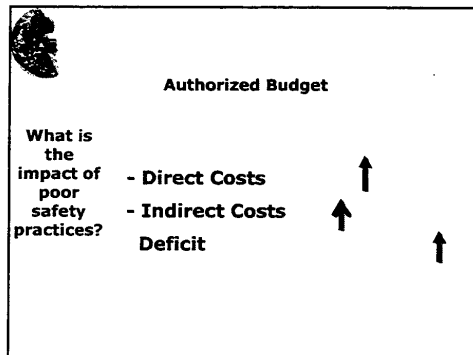 Authorized Budget
What is
the
impact of
poor
safety
practices?
- Direct Costs
- Indirect Costs
Deficit